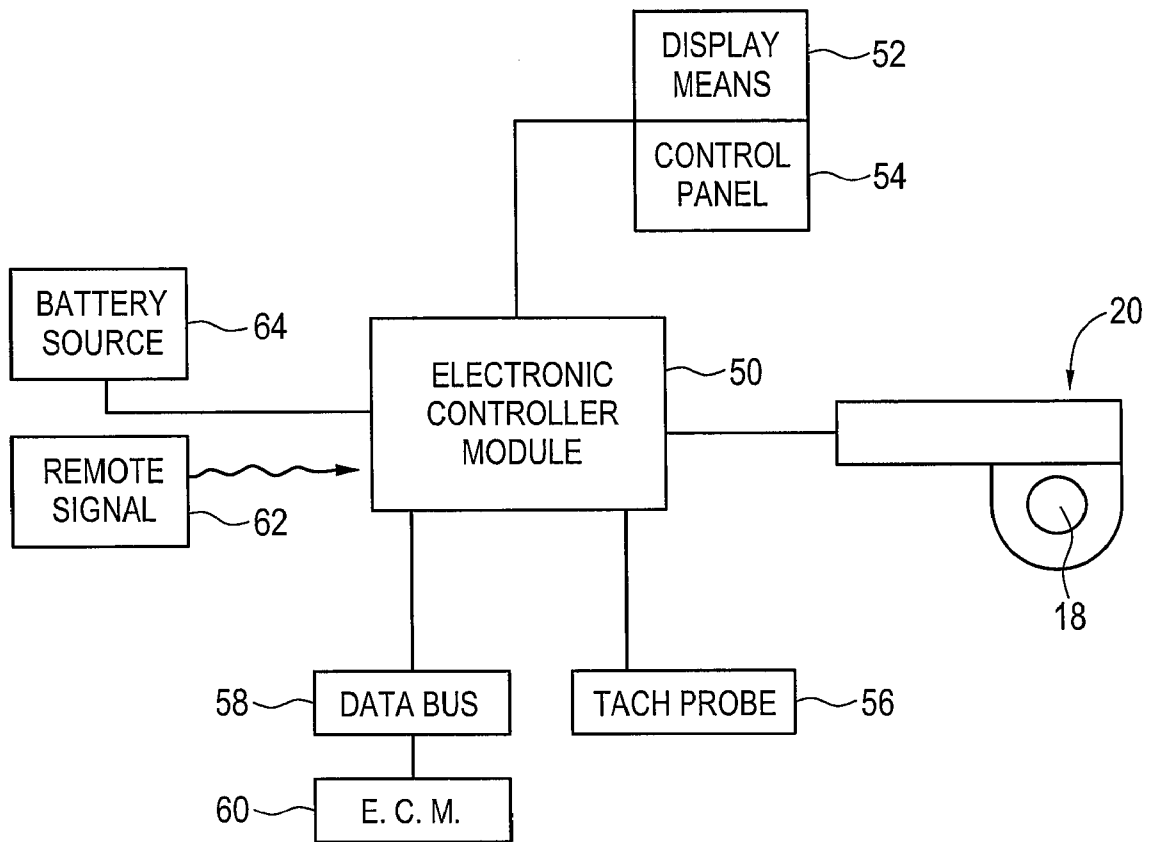 DISPLAY
MEANS
52
CONTROL
PANEL
54
BATTERY
SOURCE
64
ELECTRONIC
CONTROLLER
MODULE
50
20
REMOTE
SIGNAL
62
18
58
DATA BUS
TACH PROBE
56
60
E. C. M.